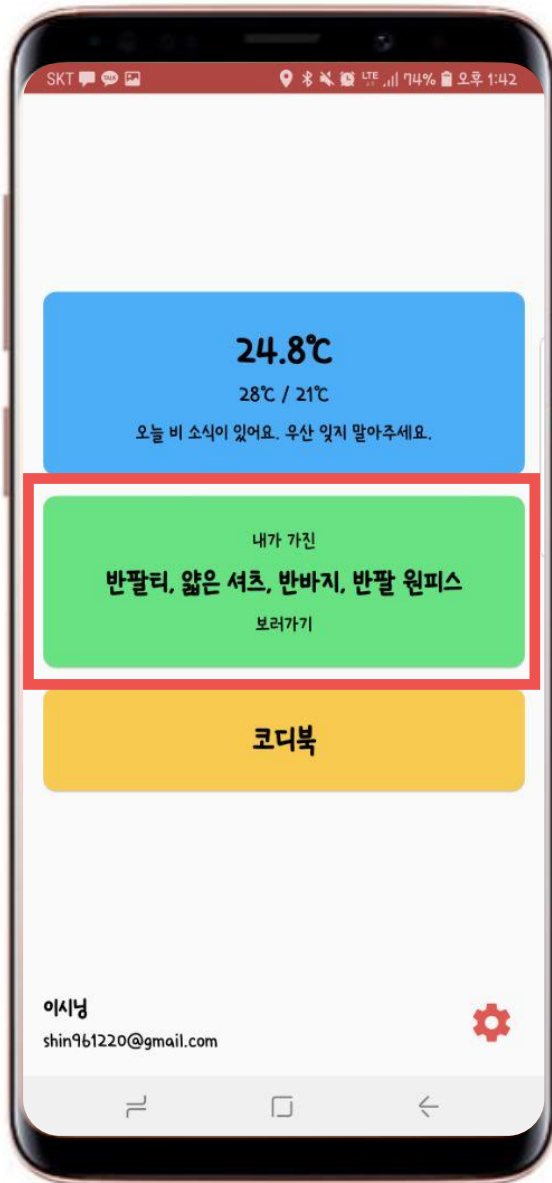 SKT LTE 74% 오후 1:42
24.8℃
28℃ / 21℃
오늘 비 소식이 있어요. 우산 잊지 말아주세요.
내가 가진
반팔티, 얇은 셔츠, 반바지, 반팔 원피스
보러가기
코디북
이시닝
shin961220@gmail.com